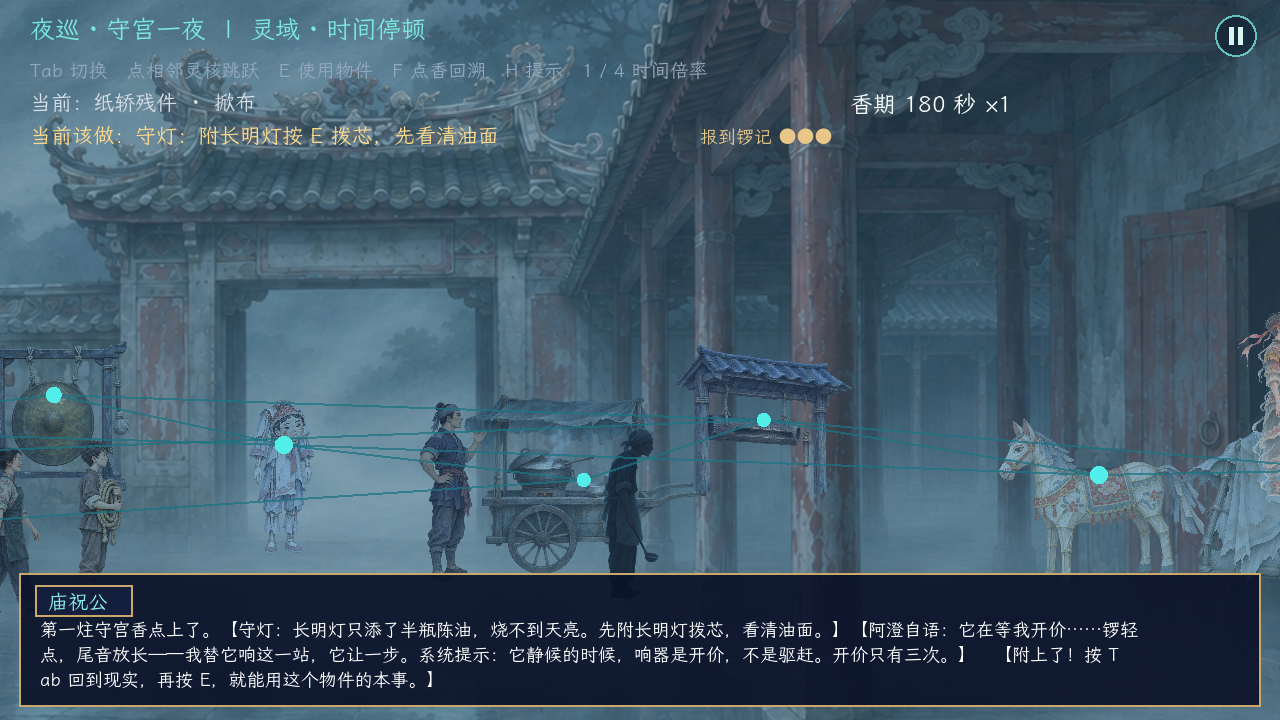 夜巡·守宫一夜 | 灵域·时间停顿
Tab 切换 点相邻灵核跳跃 E 使用物件 F 点香回溯 H 提示 1 / 4 时间倍率
当前: 纸轿残件 · 掀布
香期 180 秒 ×1
当前该做: 守灯: 附长明灯按 E 拨芯, 先看清油面
报到锣记
庙祝公
第一炷守宫香点上了。【守灯: 长明灯只添了半瓶陈油, 烧不到天亮。先附长明灯拨芯, 看清油面。】【阿澄自语: 它在等我开价……锣轻
点, 尾音放长——我替它响这一站, 它让一步。系统提示: 它静候的时候, 响器是开价, 不是驱赶。开价只有三次。】 【附上了! 按 T
ab 回到现实, 再按 E, 就能用这个物件的本事。】